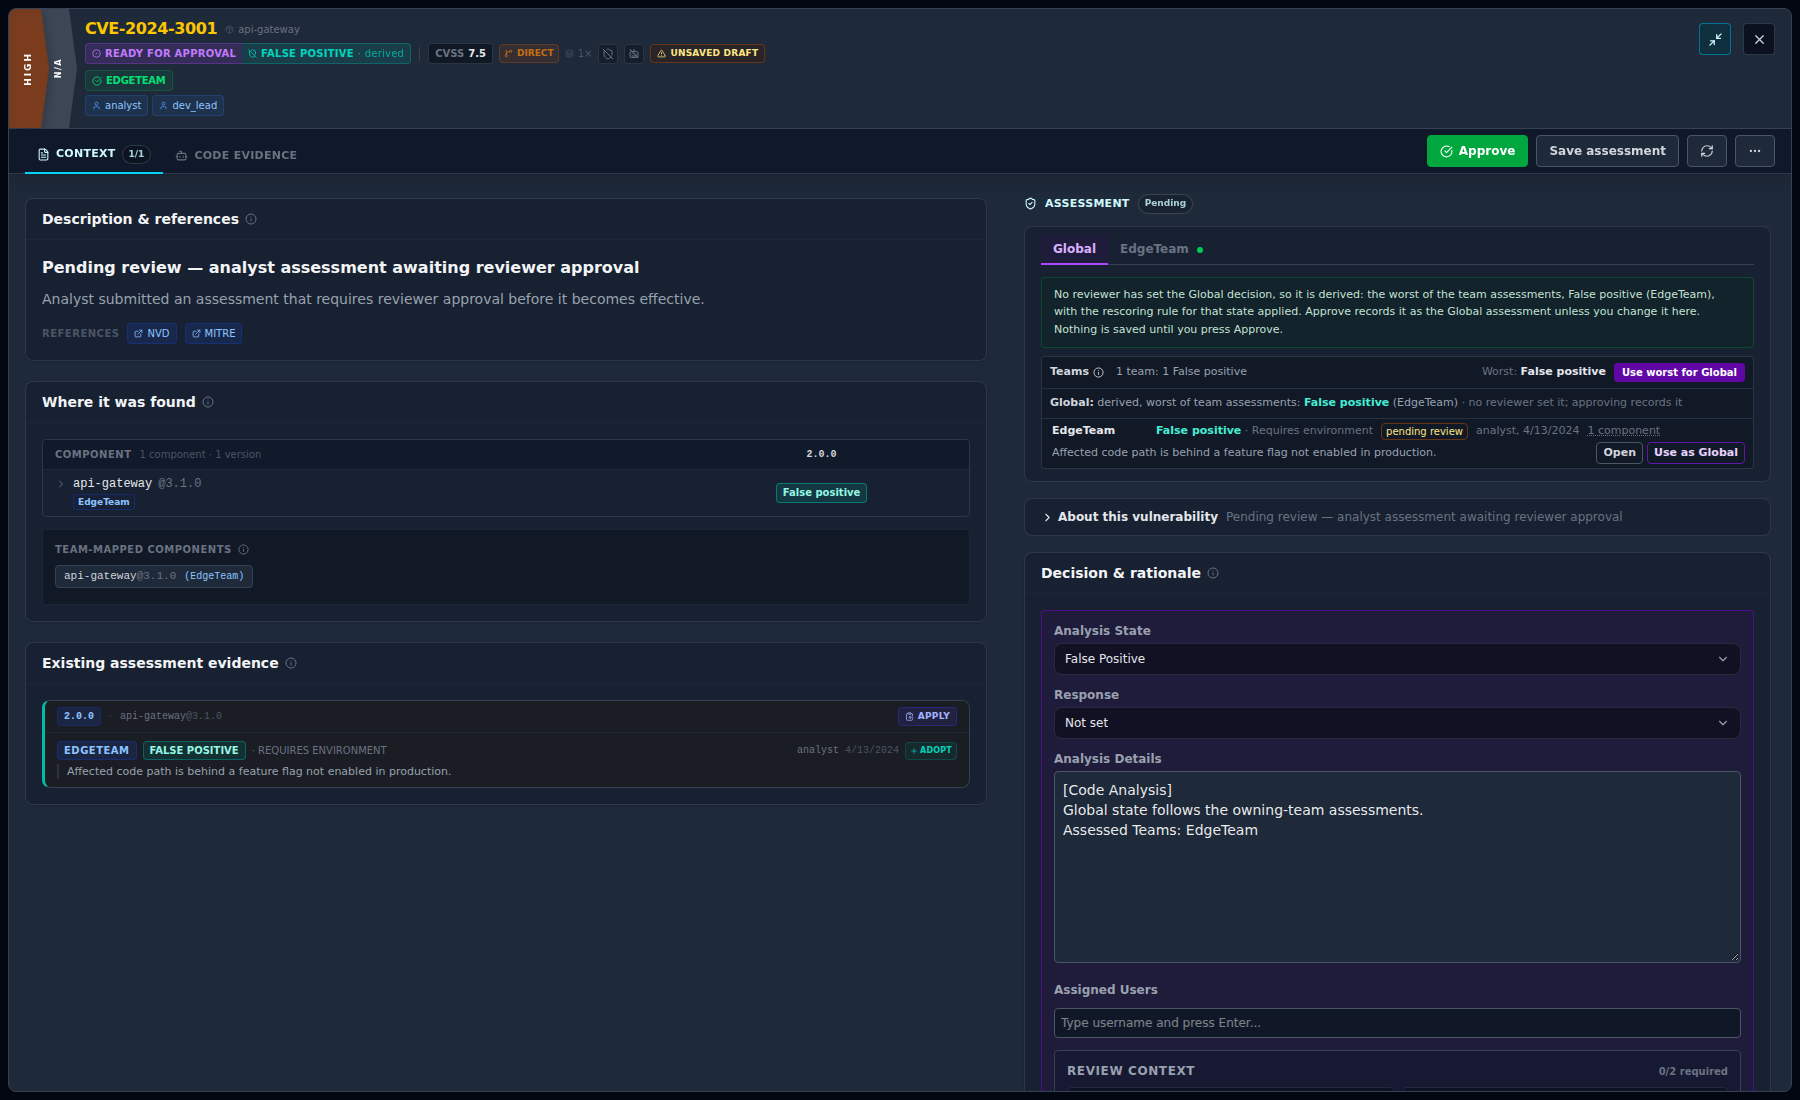 HIGH
N/A
CVE-2024-3001 api-gateway
READY FOR APPROVAL FALSE POSITIVE · derived CVSS 7.5 DIRECT 1× UNSAVED DRAFT
EDGETEAM
analyst dev_lead
CONTEXT 1/1 CODE EVIDENCE
Approve Save assessment
Description & references
Pending review — analyst assessment awaiting reviewer approval
Analyst submitted an assessment that requires reviewer approval before it becomes effective.
REFERENCES NVD MITRE
Where it was found
COMPONENT 1 component · 1 version 2.0.0
api-gateway @3.1.0
EdgeTeam
False positive
TEAM-MAPPED COMPONENTS
api-gateway@3.1.0 (EdgeTeam)
Existing assessment evidence
2.0.0 · api-gateway@3.1.0 APPLY
EDGETEAM FALSE POSITIVE · REQUIRES ENVIRONMENT analyst 4/13/2024 + ADOPT
Affected code path is behind a feature flag not enabled in production.
ASSESSMENT Pending
Global EdgeTeam
No reviewer has set the Global decision, so it is derived: the worst of the team assessments, False positive (EdgeTeam),
with the rescoring rule for that state applied. Approve records it as the Global assessment unless you change it here.
Nothing is saved until you press Approve.
Teams 1 team: 1 False positive Worst: False positive Use worst for Global
Global: derived, worst of team assessments: False positive (EdgeTeam) · no reviewer set it; approving records it
EdgeTeam False positive · Requires environment pending review analyst, 4/13/2024 1 component
Affected code path is behind a feature flag not enabled in production. Open Use as Global
About this vulnerability Pending review — analyst assessment awaiting reviewer approval
Decision & rationale
Analysis State
False Positive
Response
Not set
Analysis Details
[Code Analysis]
Global state follows the owning-team assessments.
Assessed Teams: EdgeTeam
Assigned Users
Type username and press Enter...
REVIEW CONTEXT 0/2 required